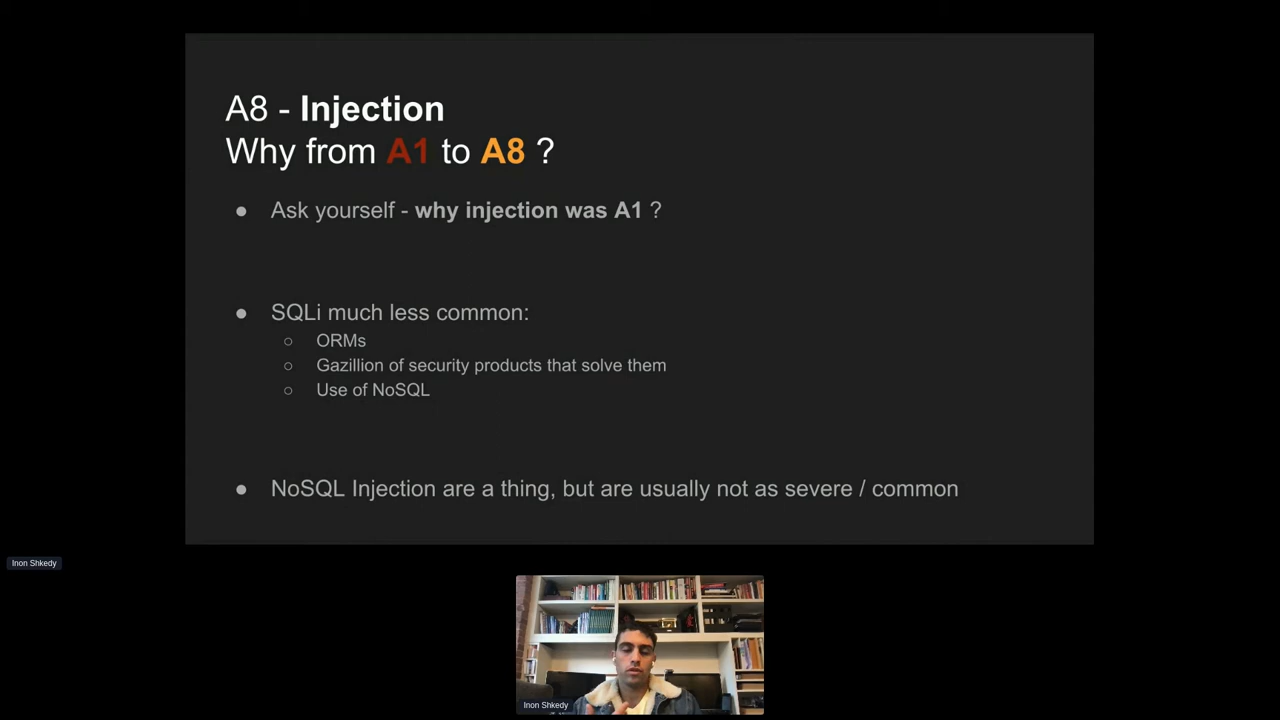 A8 - Injection
Why from A1 to A8 ?
● Ask yourself - why injection was A1 ?
● SQLi much less common:
○ ORMs
○ Gazillion of security products that solve them
○ Use of NoSQL
● NoSQL Injection are a thing, but are usually not as severe / common
Inon Shkedy
Inon Shkedy